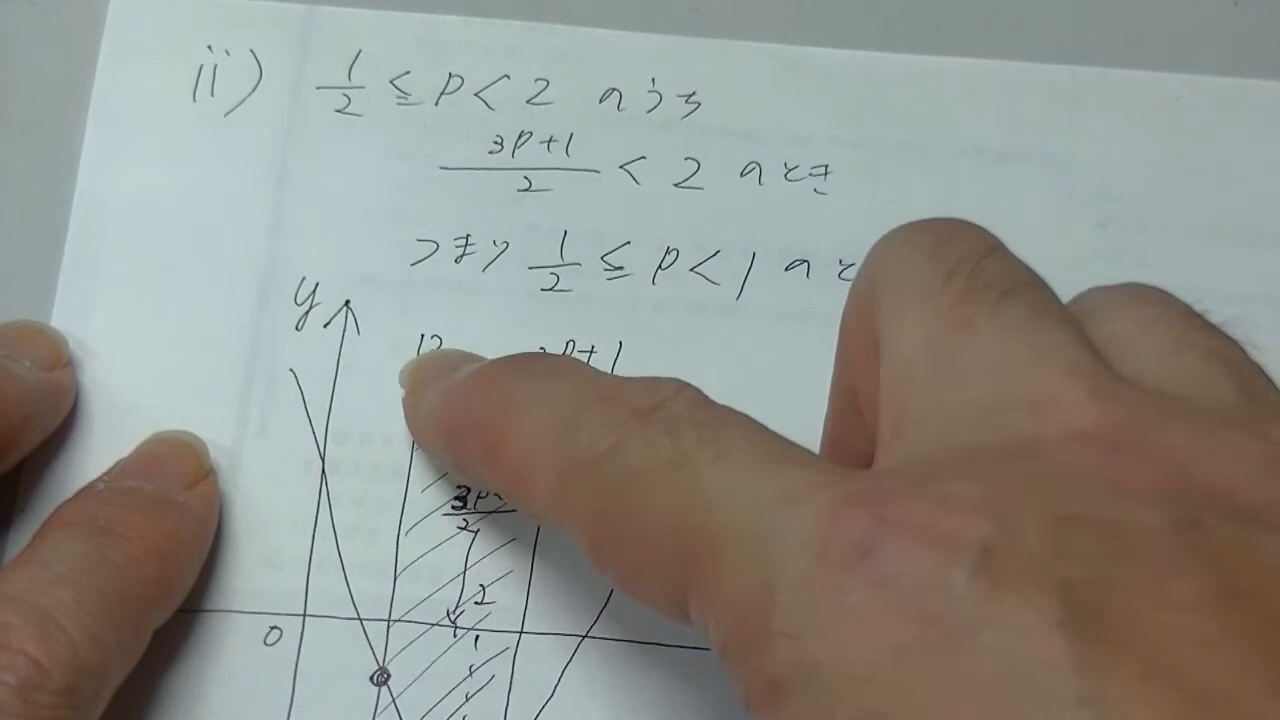 ii) 1/2 ≦ P < 2 のうち
3P+1/2 < 2 のとき
つまり 1/2 ≦ P < 1 のと
y
P+1
3P
2
2
0